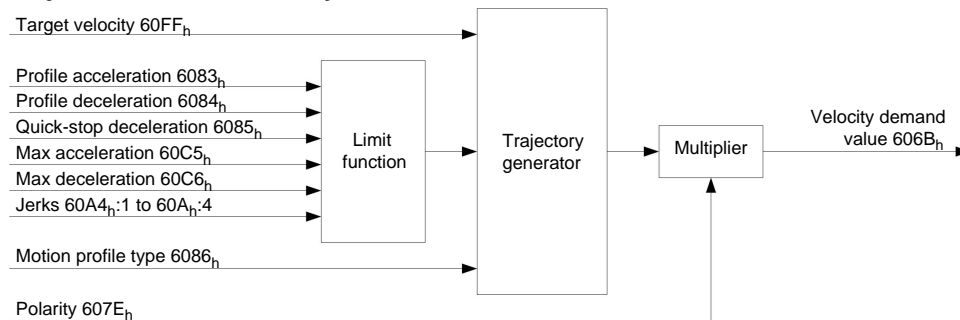 Target velocity 60FFh
Profile acceleration 6083h
Profile deceleration 6084h
Quick-stop deceleration 6085h
Max acceleration 60C5h
Max deceleration 60C6h
Jerks 60A4h:1 to 60Ah:4
Motion profile type 6086h
Polarity 607Eh
Limit
function
Trajectory
generator
Multiplier
Velocity demand
value 606Bh